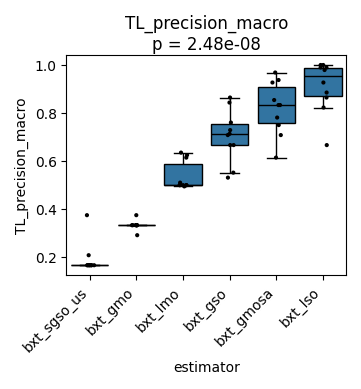 TL_precision_macro
p = 2.48e-08
TL_precision_macro
1.0
0.8
0.6
0.4
0.2
bxt_sgso_us
bxt_gmo
bxt_lmo
bxt_gso
bxt_gmosa
bxt_lso
estimator